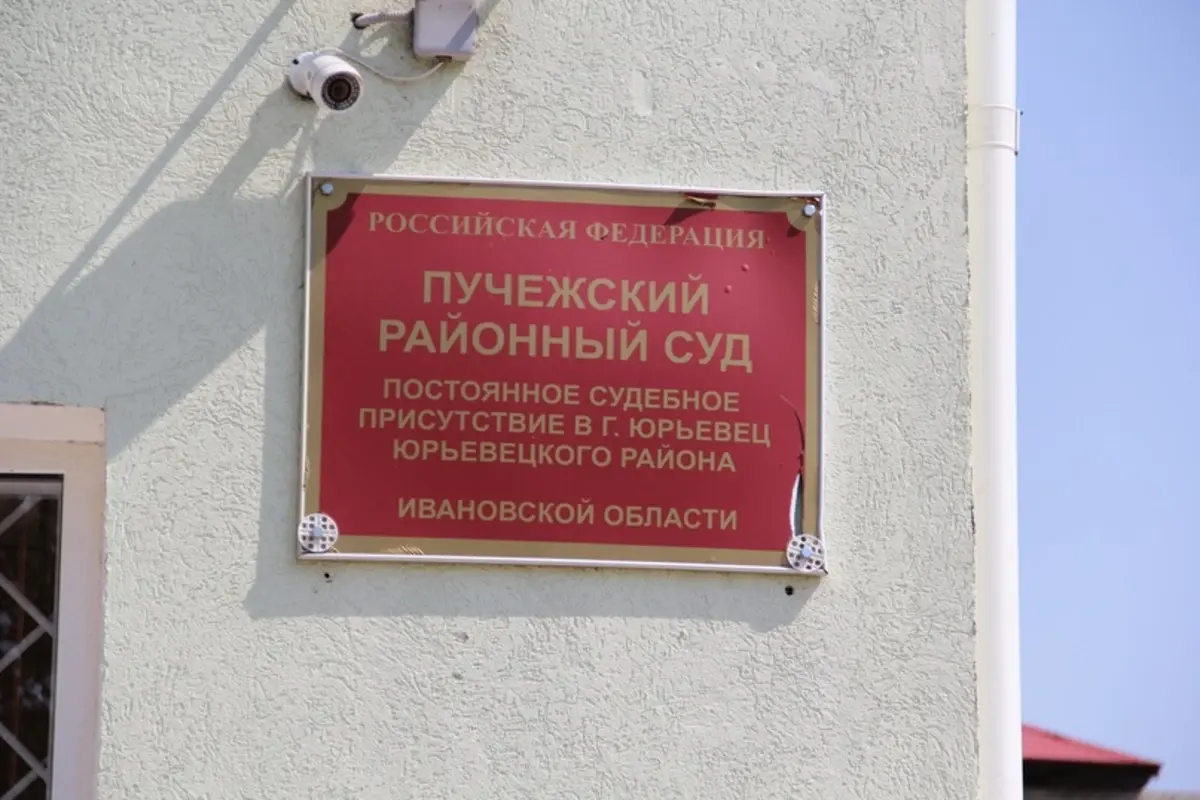 РОССИЙСКАЯ ФЕДЕРАЦИЯ
ПУЧЕЖСКИЙ
РАЙОННЫЙ СУД
ПОСТОЯННОЕ СУДЕБНОЕ
ПРИСУТСТВИЕ В Г. ЮРЬЕВЕЦ
ЮРЬЕВЕЦКОГО РАЙОНА
ИВАНОВСКОЙ ОБЛАСТИ